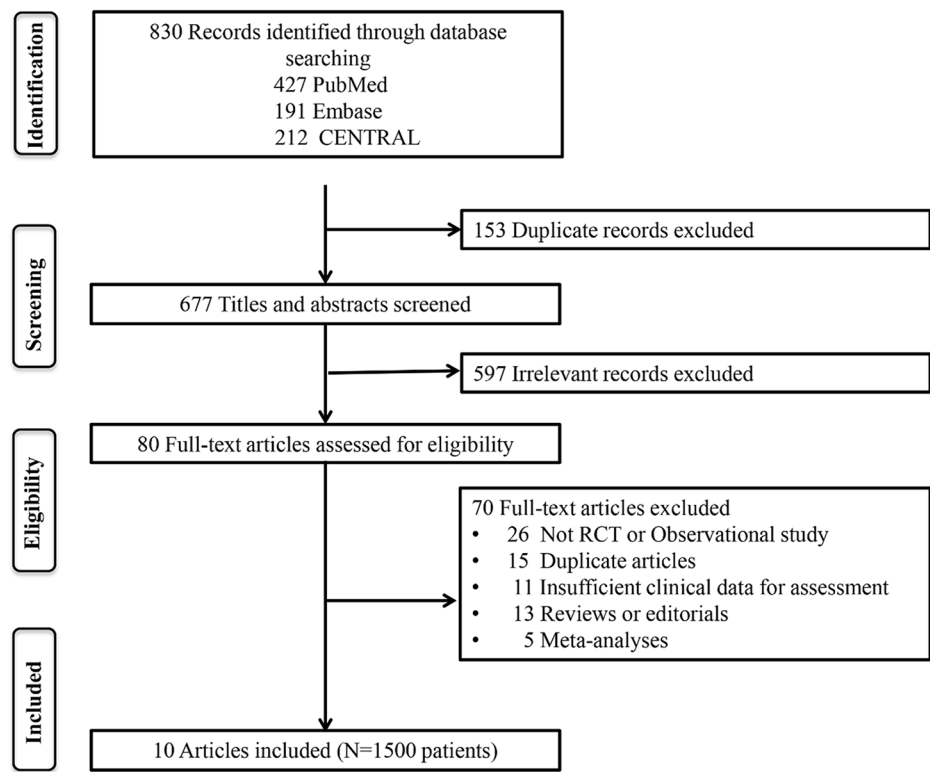 Identification
830 Records identified through database
searching
427 PubMed
191 Embase
212 CENTRAL
153 Duplicate records excluded
Screening
677 Titles and abstracts screened
597 Irrelevant records excluded
Eligibility
80 Full-text articles assessed for eligibility
70 Full-text articles excluded
• 26 Not RCT or Observational study
• 15 Duplicate articles
• 11 Insufficient clinical data for assessment
• 13 Reviews or editorials
• 5 Meta-analyses
Included
10 Articles included (N=1500 patients)